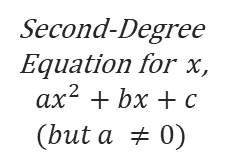 Second-Degree
Equation for x,
ax² + bx + c
(but a ≠ 0)